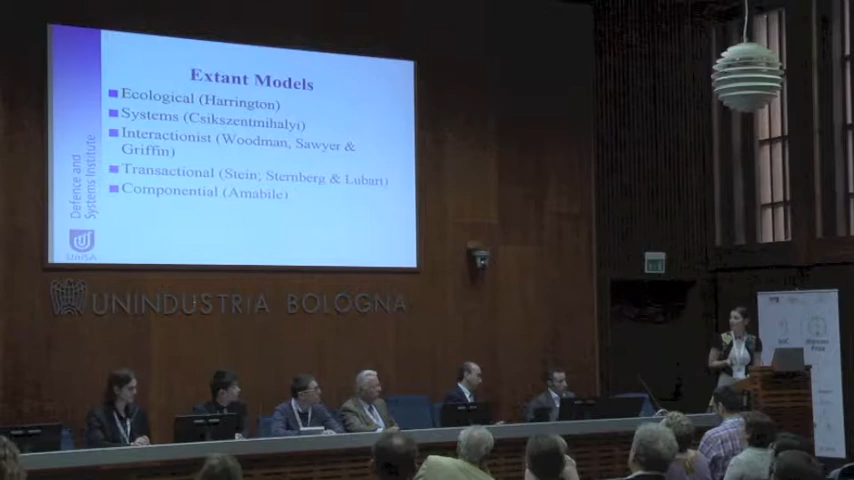 Extant Models
Ecological (Harrington)
Systems (Csikszentmihalyi)
Interactionist (Woodman, Sawyer &
Griffin)
Transactional (Stein; Sternberg & Lubart)
Componential (Amabile)
Defence and
Systems Institute
UniSA
UNINDUSTRIA BOLOGNA